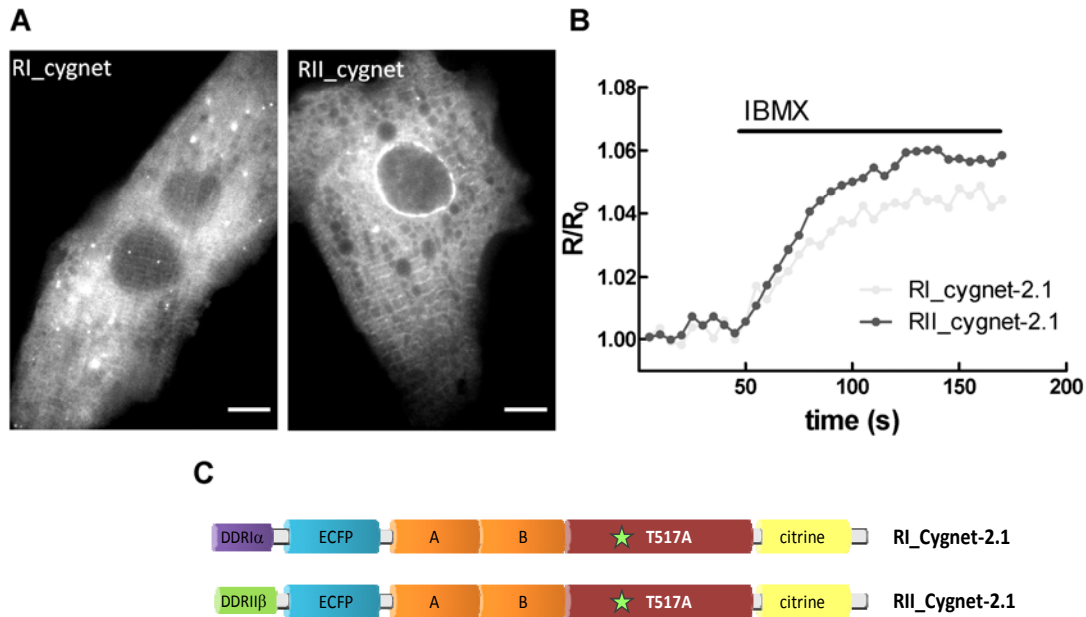 A
RI_cygnet
RII_cygnet
B
IBMX
1.08
1.06
1.04
1.02
1.00
R/R0
0
50
100
150
200
time (s)
RI_cygnet-2.1
RII_cygnet-2.1
C
DDRIα ECFP A B T517A citrine RI_Cygnet-2.1
DDRIIβ ECFP A B T517A citrine RII_Cygnet-2.1